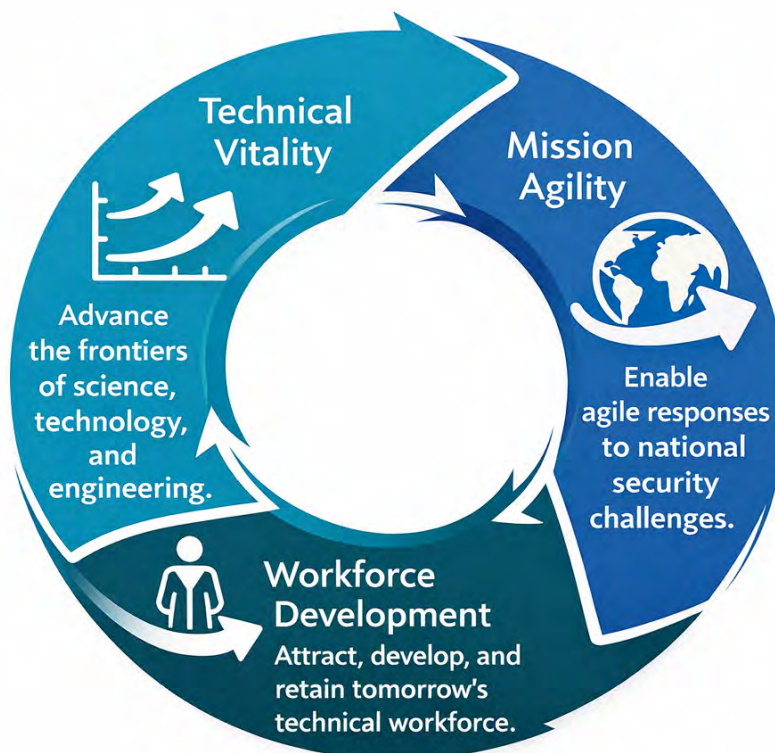 Technical
Vitality
Advance
the frontiers
of science,
technology,
and
engineering.
Mission
Agility
Enable
agile responses
to national
security
challenges.
Workforce
Development
Attract, develop, and
retain tomorrow's
technical workforce.